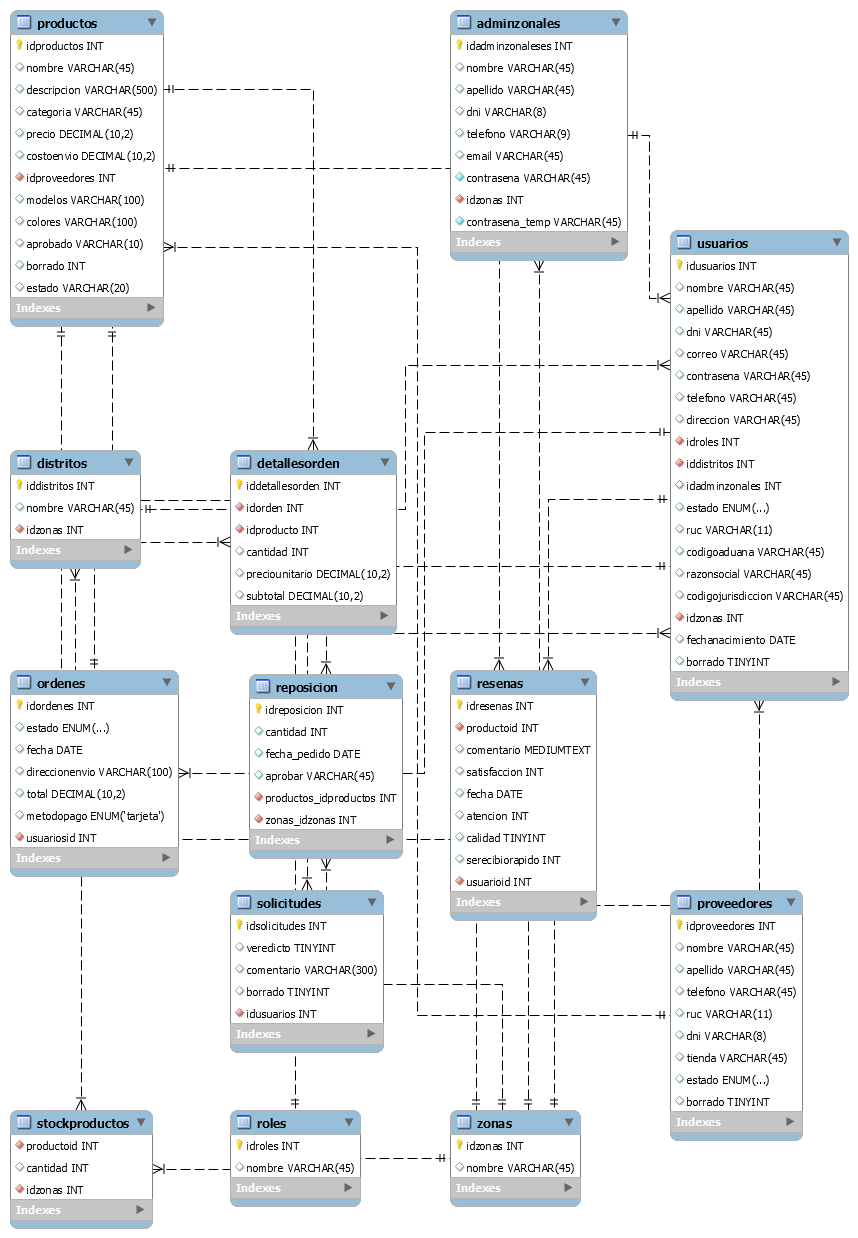 productos
idproductos INT
nombre VARCHAR(45)
descripcion VARCHAR(500)
categoria VARCHAR(45)
precio DECIMAL(10,2)
costoenvio DECIMAL(10,2)
idproveedores INT
modelos VARCHAR(100)
colores VARCHAR(100)
aprobado VARCHAR(10)
borrado INT
estado VARCHAR(20)
Indexes
adminzonales
idadminzonaleses INT
nombre VARCHAR(45)
apellido VARCHAR(45)
dni VARCHAR(8)
telefono VARCHAR(9)
email VARCHAR(45)
contrasena VARCHAR(45)
idzonas INT
contrasena_temp VARCHAR(45)
Indexes
usuarios
idusuarios INT
nombre VARCHAR(45)
apellido VARCHAR(45)
dni VARCHAR(45)
correo VARCHAR(45)
contrasena VARCHAR(45)
telefono VARCHAR(45)
direccion VARCHAR(45)
idroles INT
iddistritos INT
idadminzonales INT
estado ENUM(...)
ruc VARCHAR(11)
codigoaduana VARCHAR(45)
razonsocial VARCHAR(45)
codigojurisdiccion VARCHAR(45)
idzonas INT
fechanacimiento DATE
borrado TINYINT
Indexes
distritos
iddistritos INT
nombre VARCHAR(45)
idzonas INT
Indexes
detallesorden
iddetallesorden INT
idorden INT
idproducto INT
cantidad INT
preciounitario DECIMAL(10,2)
subtotal DECIMAL(10,2)
Indexes
ordenes
idordenes INT
estado ENUM(...)
fecha DATE
direccionenvio VARCHAR(100)
total DECIMAL(10,2)
metodopago ENUM('tarjeta')
usuariosid INT
Indexes
reposicion
idreposicion INT
cantidad INT
fecha_pedido DATE
aprobar VARCHAR(45)
productos_idproductos INT
zonas_idzonas INT
Indexes
resenas
idresenas INT
productoid INT
comentario MEDIUMTEXT
satisfaccion INT
fecha DATE
atencion INT
calidad TINYINT
serecibiorapido INT
usuarioid INT
Indexes
solicitudes
idsolicitudes INT
veredicto TINYINT
comentario VARCHAR(300)
borrado TINYINT
idusuarios INT
Indexes
proveedores
idproveedores INT
nombre VARCHAR(45)
apellido VARCHAR(45)
telefono VARCHAR(45)
ruc VARCHAR(11)
dni VARCHAR(8)
tienda VARCHAR(45)
estado ENUM(...)
borrado TINYINT
Indexes
stockproductos
productoid INT
cantidad INT
idzonas INT
Indexes
roles
idroles INT
nombre VARCHAR(45)
Indexes
zonas
idzonas INT
nombre VARCHAR(45)
Indexes